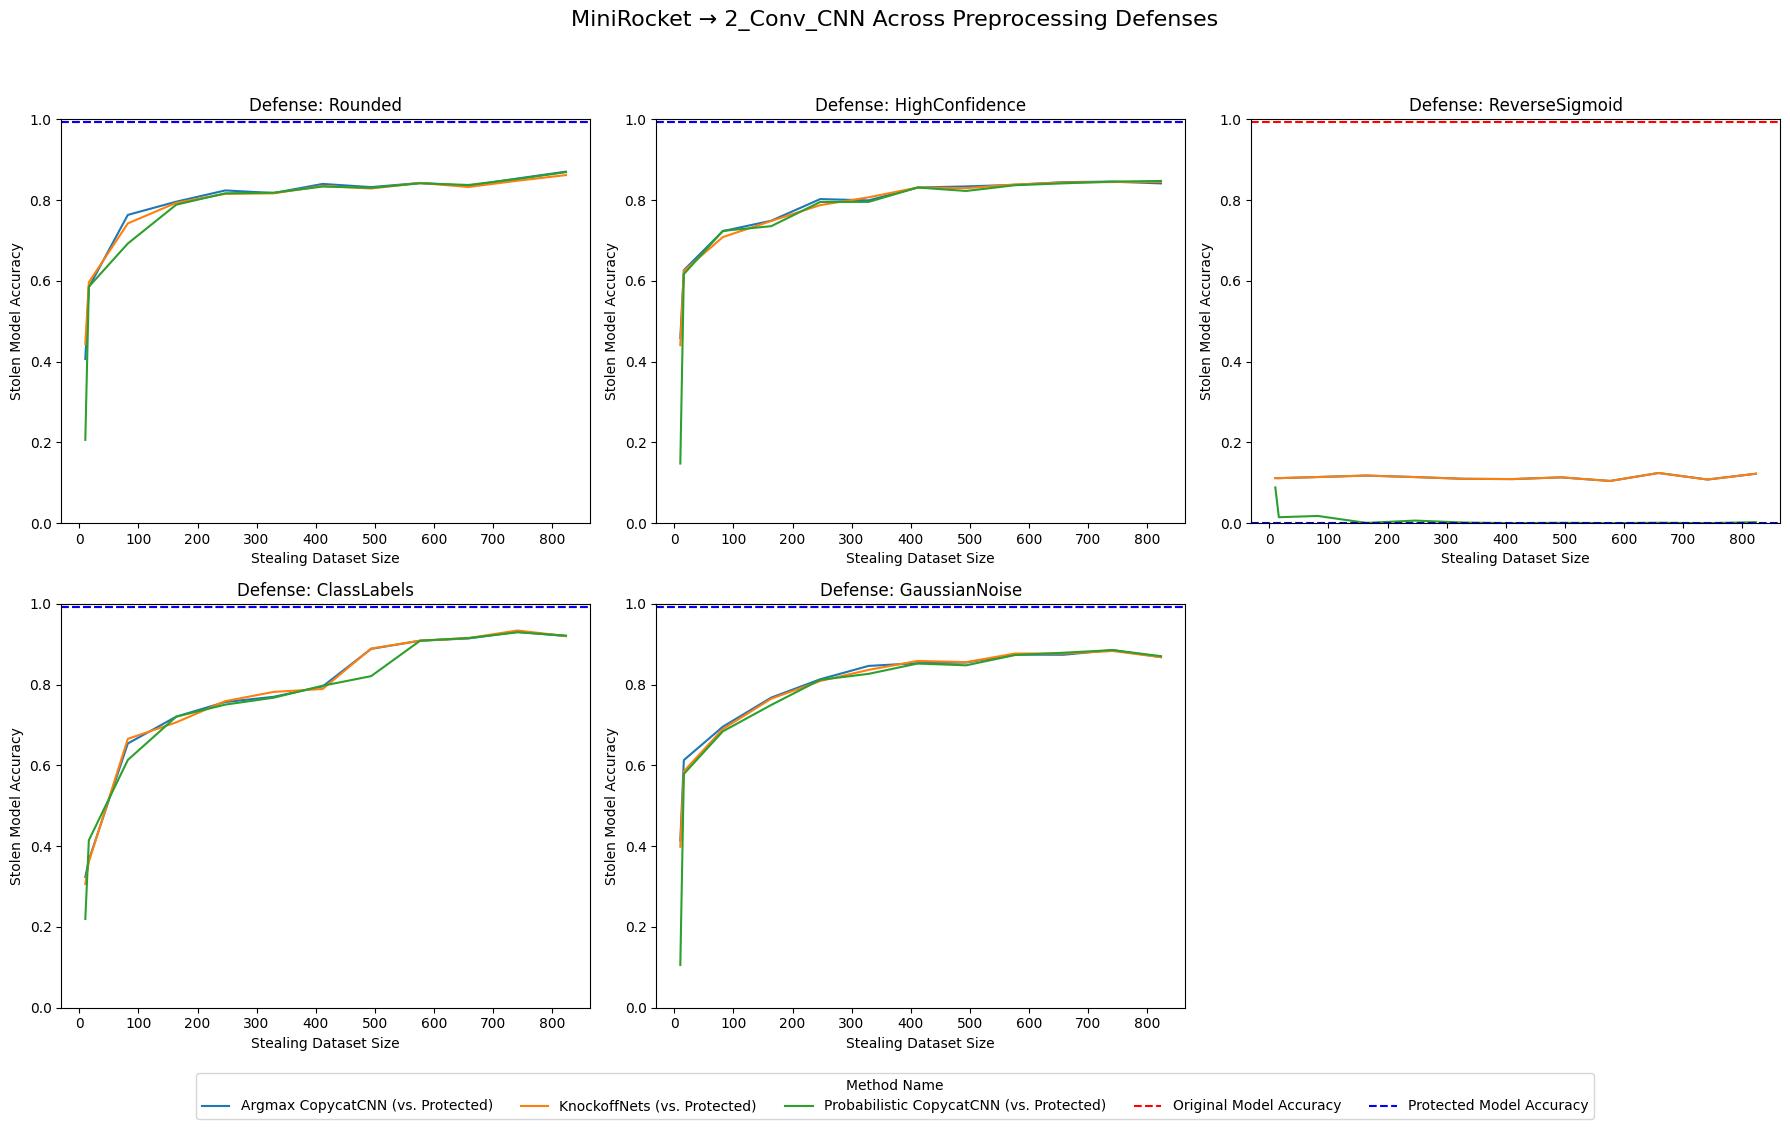 MiniRocket → 2_Conv_CNN Across Preprocessing Defenses
Defense: Rounded
1.0
0.8
0.6
0.4
0.2
0.0
Stolen Model Accuracy
0 100 200 300 400 500 600 700 800
Stealing Dataset Size
Defense: HighConfidence
1.0
0.8
0.6
0.4
0.2
0.0
Stolen Model Accuracy
0 100 200 300 400 500 600 700 800
Stealing Dataset Size
Defense: ReverseSigmoid
1.0
0.8
0.6
0.4
0.2
0.0
Stolen Model Accuracy
0 100 200 300 400 500 600 700 800
Stealing Dataset Size
Defense: ClassLabels
1.0
0.8
0.6
0.4
0.2
0.0
Stolen Model Accuracy
0 100 200 300 400 500 600 700 800
Stealing Dataset Size
Defense: GaussianNoise
1.0
0.8
0.6
0.4
0.2
0.0
Stolen Model Accuracy
0 100 200 300 400 500 600 700 800
Stealing Dataset Size
Method Name
Argmax CopycatCNN (vs. Protected) KnockoffNets (vs. Protected) Probabilistic CopycatCNN (vs. Protected) Original Model Accuracy Protected Model Accuracy